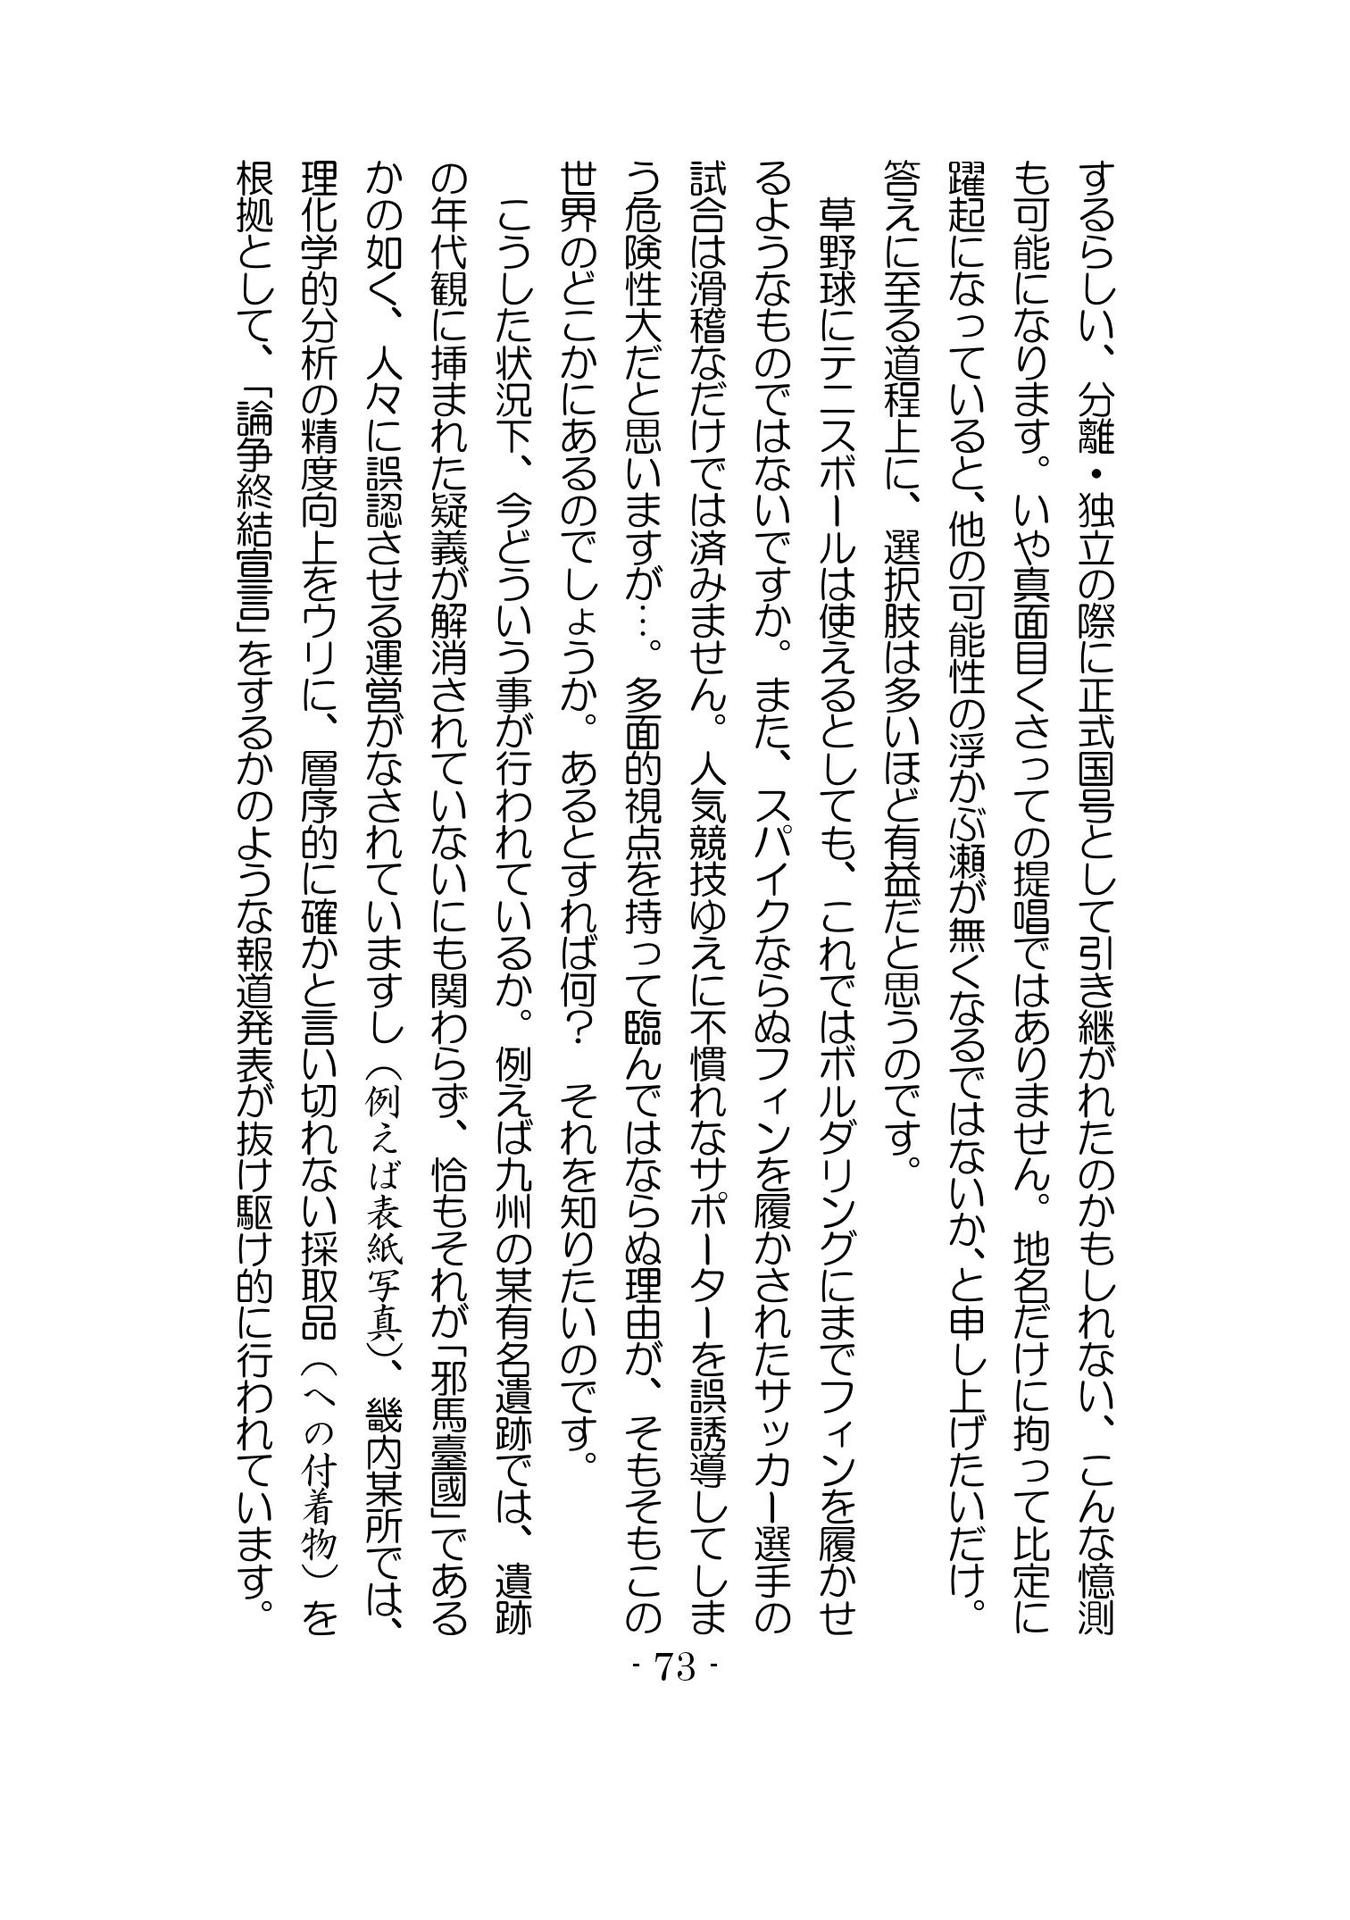 するらしい、分離・独立の際に正式国号として引き継がれたのかもしれない、こんな憶測
も可能になります。いや真面目くさっての提唱ではありません。地名だけに拘って比定に
躍起になっていると、他の可能性の浮かぶ瀬が無くなるではないか、と申し上げたいだけ。
答えに至る道程上に、選択肢は多いほど有益だと思うのです。
　草野球にテニスボールは使えるとしても、これではボルダリングにまでフィンを履かせ
るようなものではないですか。また、スパイクならぬフィンを履かされたサッカー選手の
試合は滑稽なだけでは済みません。人気競技ゆえに不慣れなサポーターを誤誘導してしま
う危険性大だと思いますが…。多面的視点を持って臨んではならぬ理由が、そもそもこの
世界のどこかにあるのでしょうか。あるとすれば何？　それを知りたいのです。
　こうした状況下、今どういう事が行われているか。例えば九州の某有名遺跡では、遺跡
の年代観に挿まれた疑義が解消されていないにも関わらず、恰もそれが「邪馬臺國」である
かの如く、人々に誤認させる運営がなされていますし（例えば表紙写真）、畿内某所では、
理化学的分析の精度向上をウリに、層序的に確かと言い切れない採取品（への付着物）を
根拠として、「論争終結宣言」をするかのような報道発表が抜け駆け的に行われています。
- 73 -